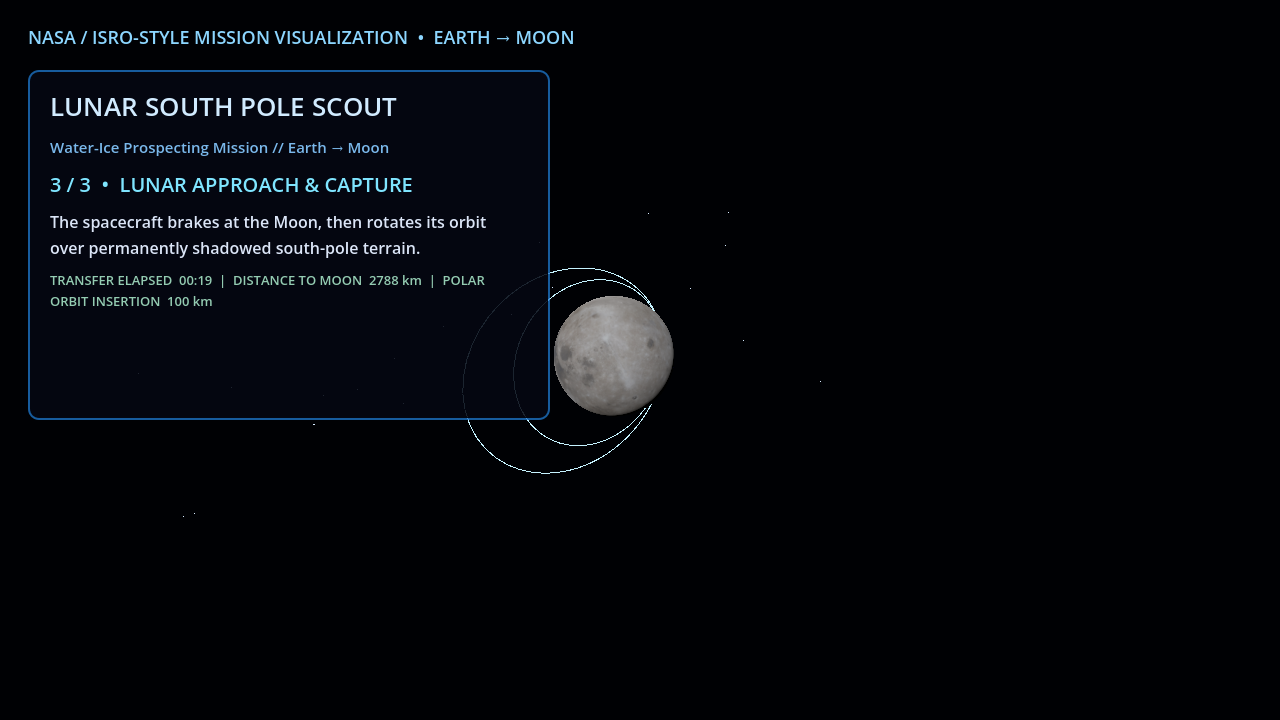 NASA / ISRO-STYLE MISSION VISUALIZATION • EARTH → MOON
LUNAR SOUTH POLE SCOUT
Water-Ice Prospecting Mission // Earth → Moon
3 / 3 • LUNAR APPROACH & CAPTURE
The spacecraft brakes at the Moon, then rotates its orbit
over permanently shadowed south-pole terrain.
TRANSFER ELAPSED 00:19 | DISTANCE TO MOON 2788 km | POLAR
ORBIT INSERTION 100 km